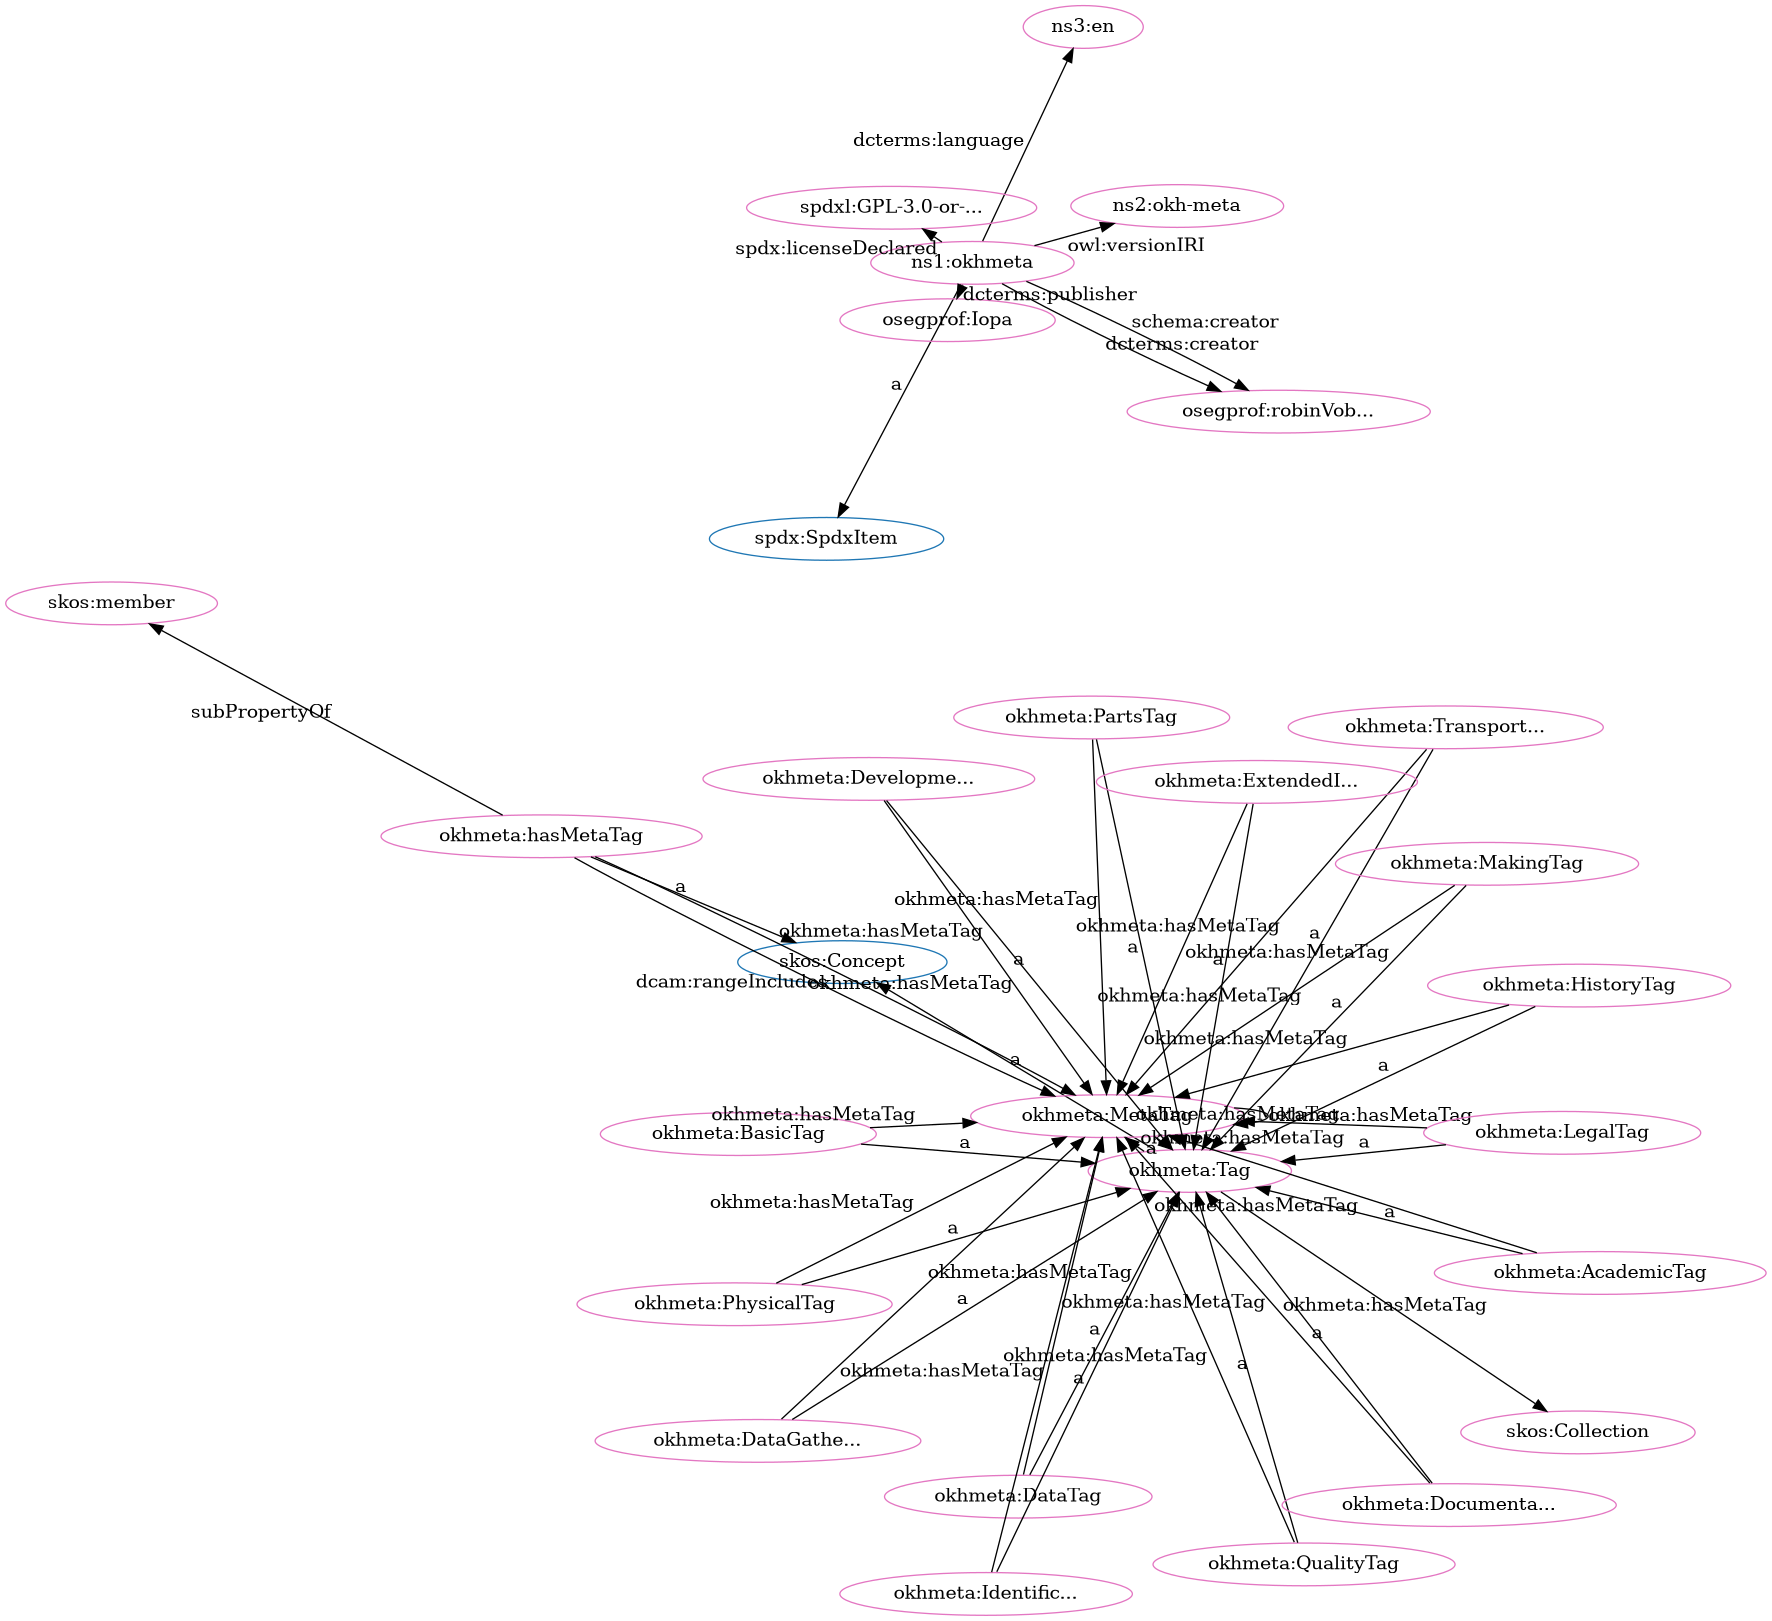 ns3:en
dcterms:language
spdxl:GPL-3.0-or-...
ns2:okh-meta
spdx:licenseDeclared
owl:versionIRI
ns1:okhmeta
dcterms:publisher
osegprof:Iopa
schema:creator
dcterms:creator
a
osegprof:robinVob...
spdx:SpdxItem
skos:member
subPropertyOf
okhmeta:PartsTag
okhmeta:Transport...
okhmeta:Developme...
okhmeta:ExtendedI...
okhmeta:hasMetaTag
okhmeta:MakingTag
a
okhmeta:hasMetaTag
okhmeta:hasMetaTag
okhmeta:hasMetaTag
a
a
okhmeta:hasMetaTag
skos:Concept
a
a
dcam:rangeIncludes
okhmeta:hasMetaTag
okhmeta:HistoryTag
okhmeta:hasMetaTag
a
okhmeta:hasMetaTag
a
a
okhmeta:hasMetaTag
okhmeta:MetaTag
okhmeta:hasMetaTag
okhmeta:hasMetaTag
okhmeta:BasicTag
okhmeta:LegalTag
okhmeta:hasMetaTag
a
a
a
okhmeta:Tag
okhmeta:hasMetaTag
okhmeta:hasMetaTag
a
a
okhmeta:hasMetaTag
okhmeta:AcademicTag
okhmeta:PhysicalTag
a
okhmeta:hasMetaTag
okhmeta:hasMetaTag
a
a
okhmeta:hasMetaTag
okhmeta:hasMetaTag
a
a
okhmeta:DataGathe...
skos:Collection
okhmeta:DataTag
okhmeta:Documenta...
okhmeta:QualityTag
okhmeta:Identific...